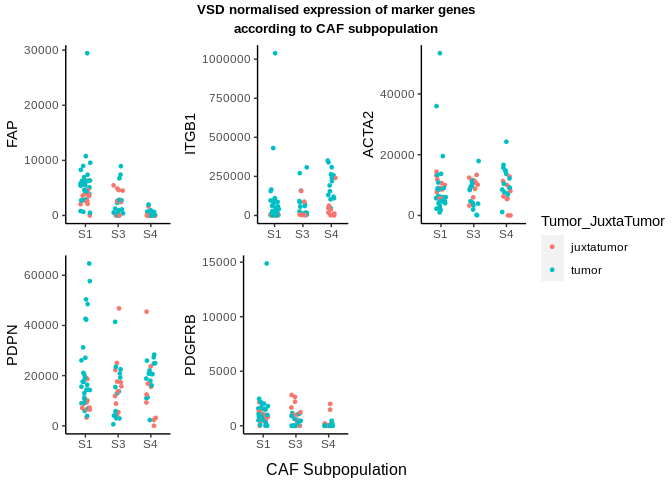 VSD normalised expression of marker genes
according to CAF subpopulation
FAP
30000
20000
10000
0
S1 S3 S4
ITGB1
1000000
750000
500000
250000
0
S1 S3 S4
ACTA2
40000
20000
0
S1 S3 S4
Tumor_JuxtaTumor
juxtatumor
tumor
PDPN
60000
40000
20000
0
S1 S3 S4
PDGFRB
15000
10000
5000
0
S1 S3 S4
CAF Subpopulation